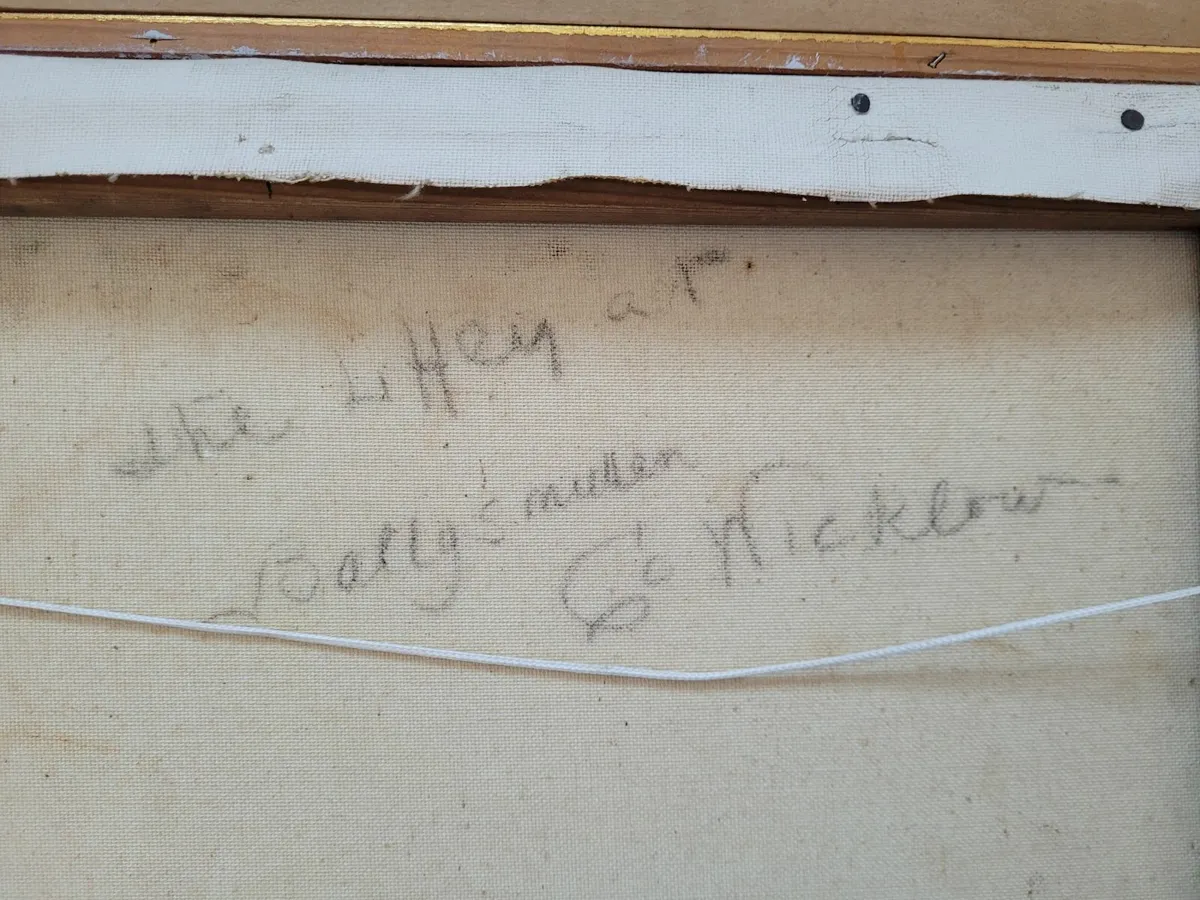 the Liffey at
Ballysmullen
Co Wicklow